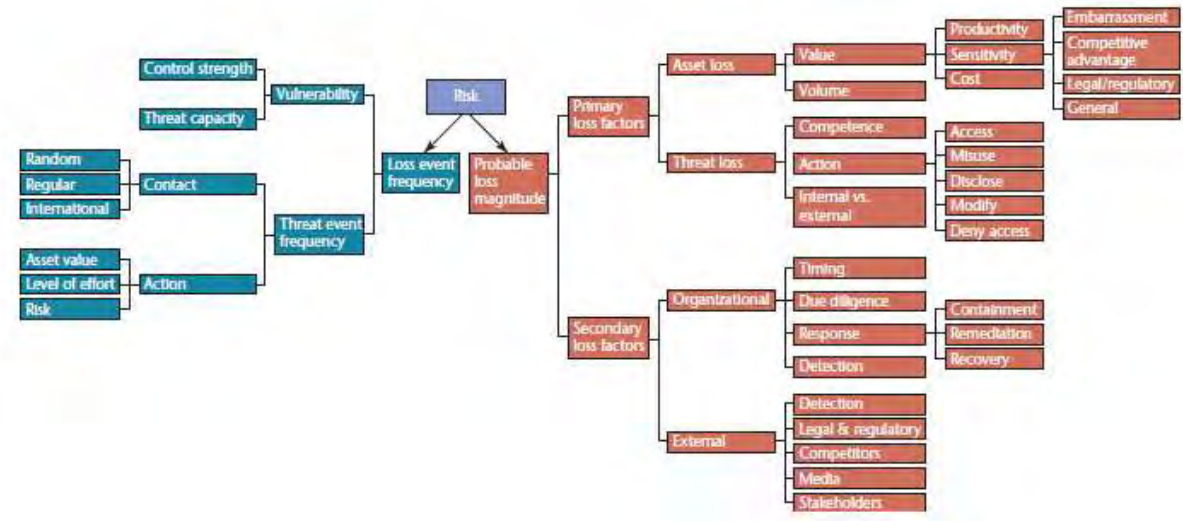 Risk
Loss event
frequency
Vulnerability
Control strength
Threat capacity
Threat event
frequency
Contact
Random
Regular
International
Action
Asset value
Level of effort
Risk
Probable
loss
magnitude
Primary
loss factors
Asset loss
Value
Productivity
Sensitivity
Embarrassment
Competitive
advantage
Legal/regulatory
General
Cost
Volume
Threat loss
Competence
Action
Access
Misuse
Disclose
Modify
Deny access
Internal vs.
external
Secondary
loss factors
Organizational
Timing
Due diligence
Response
Containment
Remediation
Recovery
Detection
External
Detection
Legal & regulatory
Competitors
Media
Stakeholders